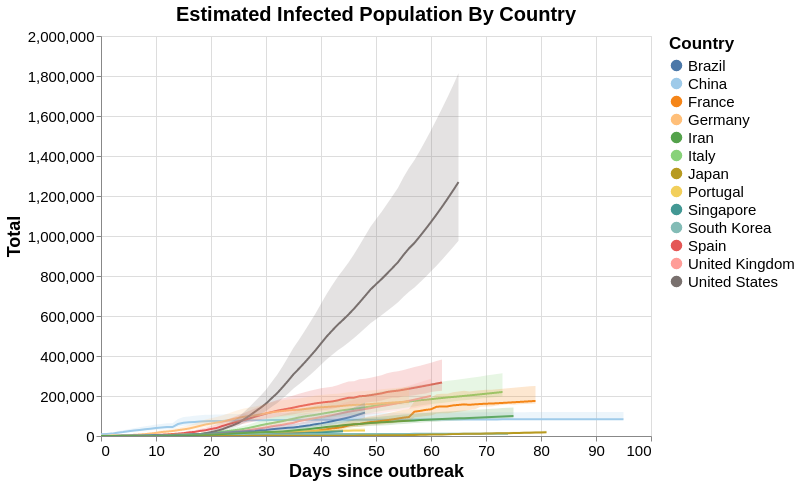 Estimated Infected Population By Country
Total
2,000,000
1,800,000
1,600,000
1,400,000
1,200,000
1,000,000
800,000
600,000
400,000
200,000
0
0 10 20 30 40 50 60 70 80 90 100
Days since outbreak
Country
Brazil
China
France
Germany
Iran
Italy
Japan
Portugal
Singapore
South Korea
Spain
United Kingdom
United States